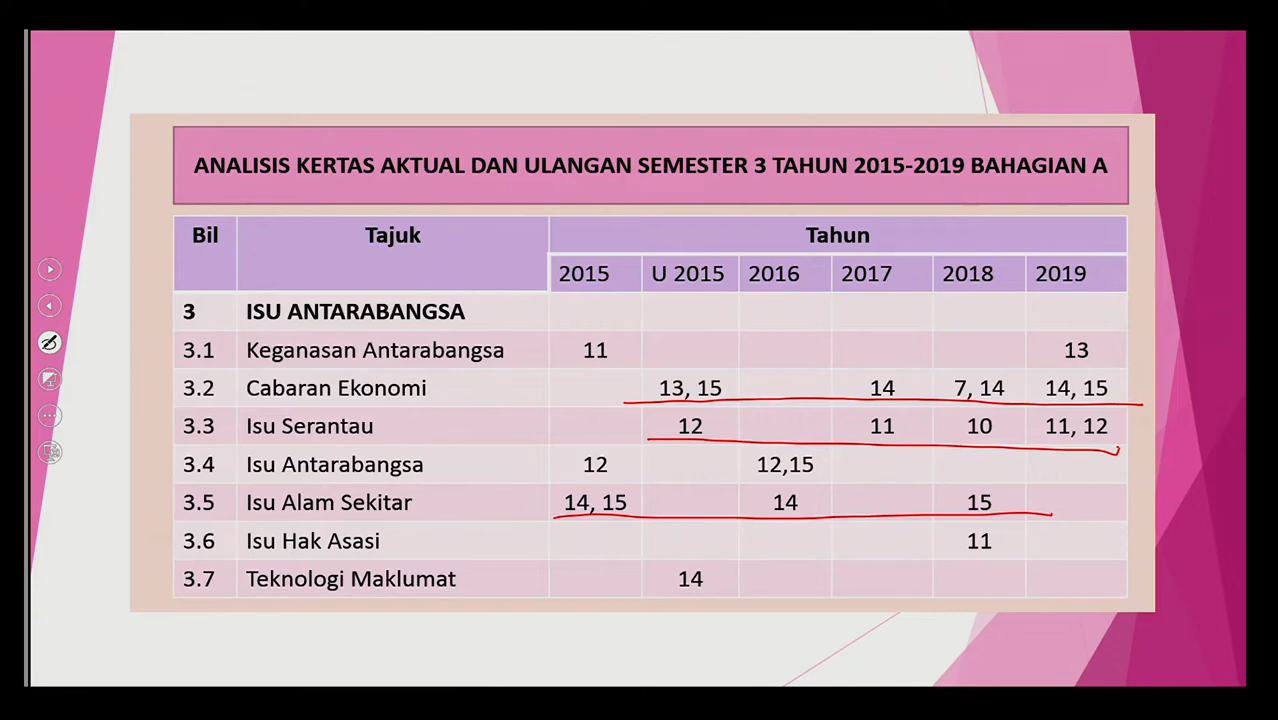 ANALISIS KERTAS AKTUAL DAN ULANGAN SEMESTER 3 TAHUN 2015-2019 BAHAGIAN A
Bil Tajuk Tahun
2015 U 2015 2016 2017 2018 2019
3 ISU ANTARABANGSA
3.1 Keganasan Antarabangsa 11 13
3.2 Cabaran Ekonomi 13, 15 14 7, 14 14, 15
3.3 Isu Serantau 12 11 10 11, 12
3.4 Isu Antarabangsa 12 12,15
3.5 Isu Alam Sekitar 14, 15 14 15
3.6 Isu Hak Asasi 11
3.7 Teknologi Maklumat 14